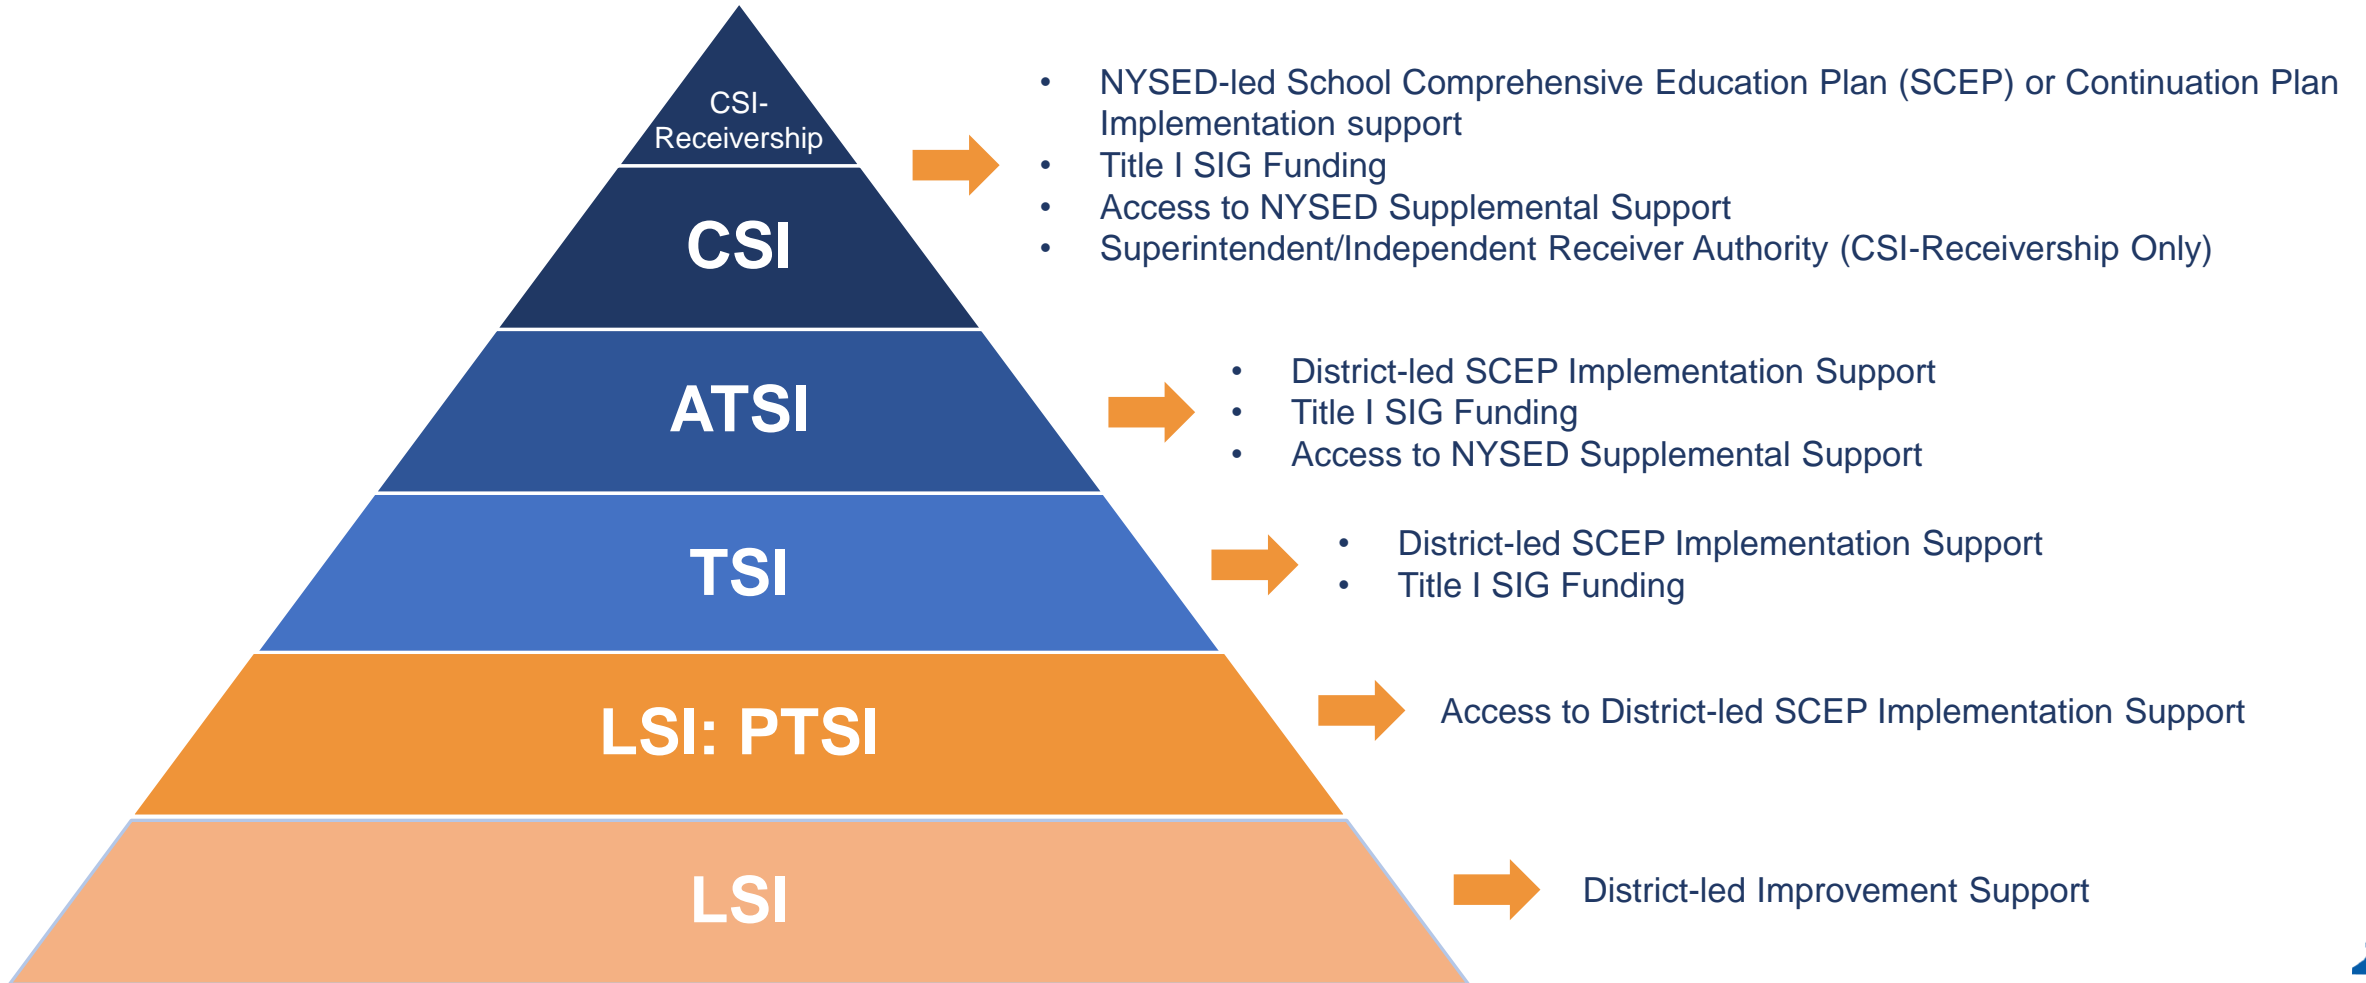 CSI-
Receivership
• NYSED-led School Comprehensive Education Plan (SCEP) or Continuation Plan
Implementation support
• Title I SIG Funding
• Access to NYSED Supplemental Support
• Superintendent/Independent Receiver Authority (CSI-Receivership Only)
CSI
ATSI
• District-led SCEP Implementation Support
• Title I SIG Funding
• Access to NYSED Supplemental Support
TSI
• District-led SCEP Implementation Support
• Title I SIG Funding
LSI: PTSI
Access to District-led SCEP Implementation Support
LSI
District-led Improvement Support